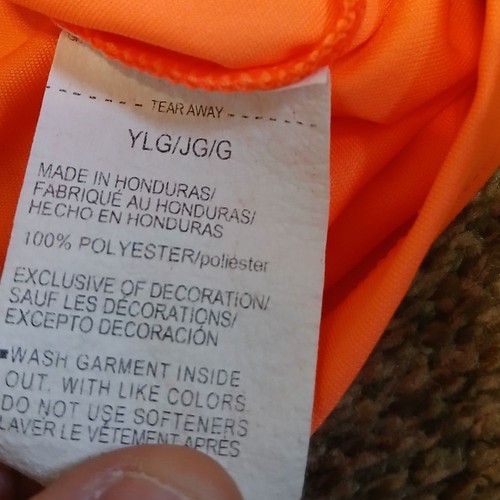 TEAR AWAY
YLG/JG/G
MADE IN HONDURAS/
FABRIQUÉ AU HONDURAS/
HECHO EN HONDURAS
100% POLYESTER/poliéster
EXCLUSIVE OF DECORATION/
SAUF LES DÉCORATIONS/
EXCEPTO DECORACIÓN
WASH GARMENT INSIDE
OUT. WITH LIKE COLORS.
DO NOT USE SOFTENERS
LAVER LE VÊTEMENT APRÈS